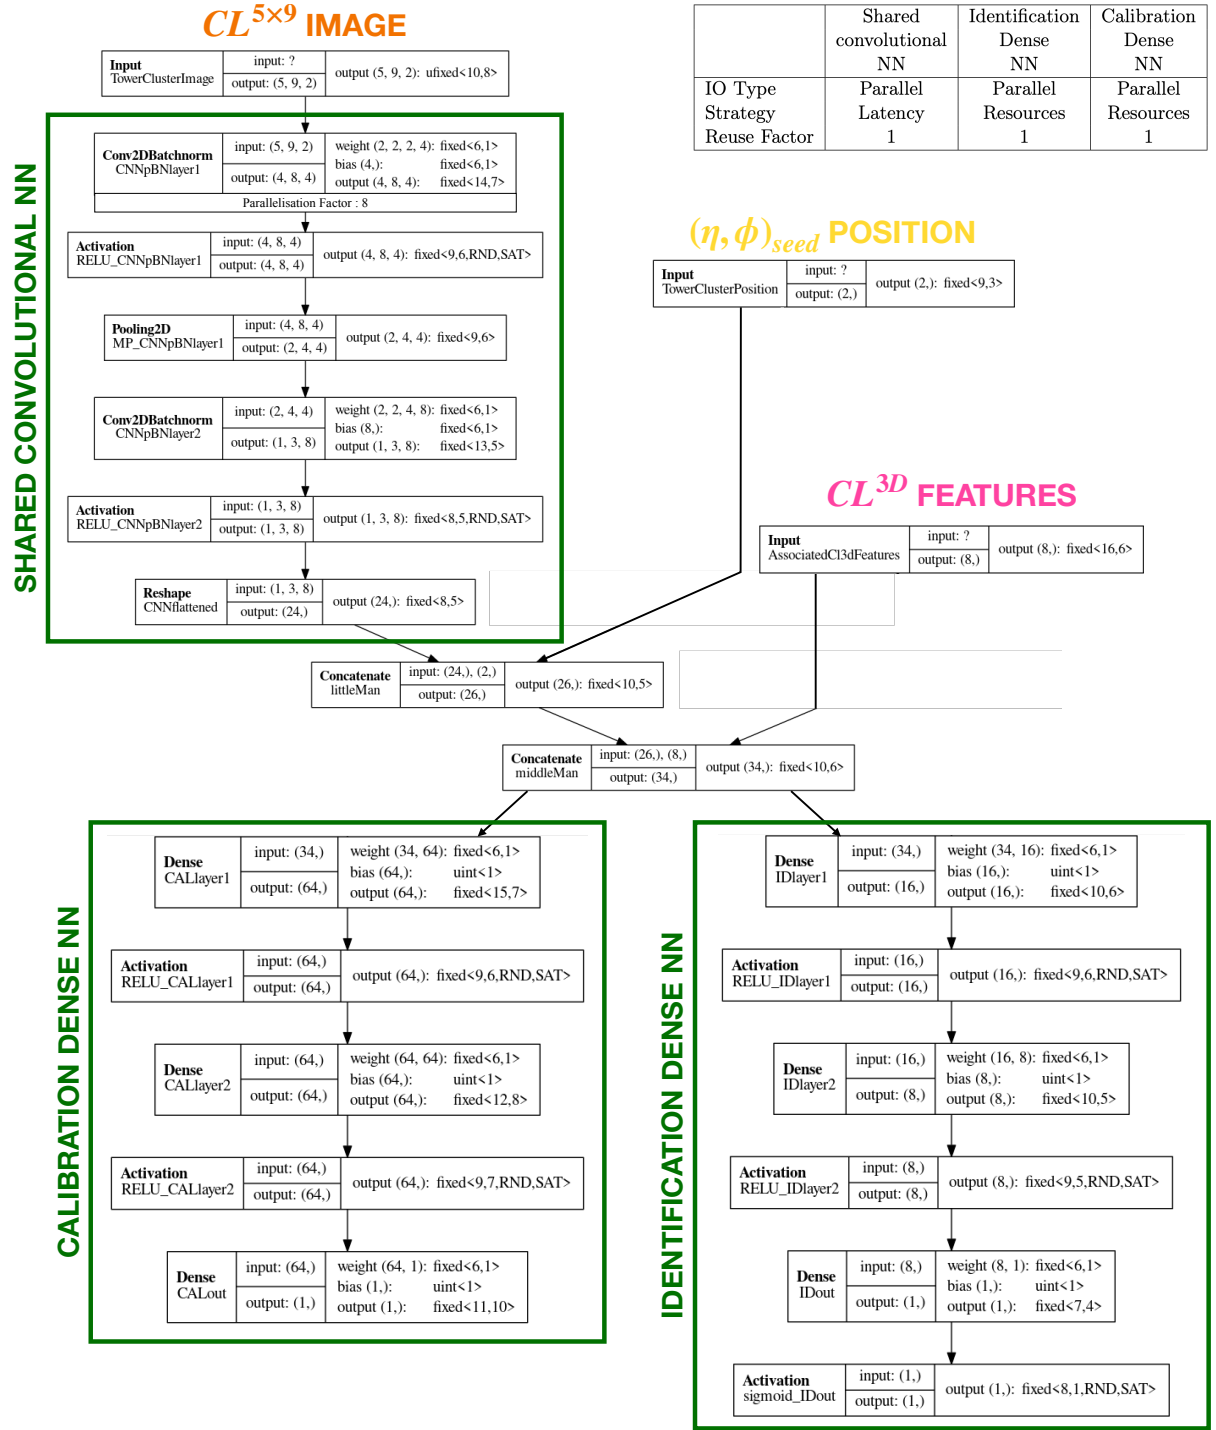 CL^{5×9} IMAGE
Input
TowerClusterImage
input: ?
output: (5, 9, 2)
output (5, 9, 2): ufixed<10,8>
Shared convolutional NN
Identification Dense NN
Calibration Dense NN
IO Type Parallel Parallel Parallel
Strategy Latency Resources Resources
Reuse Factor 1 1 1
SHARED CONVOLUTIONAL NN
Conv2DBatchnorm
CNNpBNlayer1
input: (5, 9, 2)
output: (4, 8, 4)
weight (2, 2, 2, 4): fixed<6,1>
bias (4,): fixed<6,1>
output (4, 8, 4): fixed<14,7>
Parallelisation Factor : 8
Activation
RELU_CNNpBNlayer1
input: (4, 8, 4)
output: (4, 8, 4)
output (4, 8, 4): fixed<9,6,RND,SAT>
Pooling2D
MP_CNNpBNlayer1
input: (4, 8, 4)
output: (2, 4, 4)
output (2, 4, 4): fixed<9,6>
Conv2DBatchnorm
CNNpBNlayer2
input: (2, 4, 4)
output: (1, 3, 8)
weight (2, 2, 4, 8): fixed<6,1>
bias (8,): fixed<6,1>
output (1, 3, 8): fixed<13,5>
Activation
RELU_CNNpBNlayer2
input: (1, 3, 8)
output: (1, 3, 8)
output (1, 3, 8): fixed<8,5,RND,SAT>
Reshape
CNNflattened
input: (1, 3, 8)
output: (24,)
output (24,): fixed<8,5>
(η, ϕ)_{seed} POSITION
Input
TowerClusterPosition
input: ?
output: (2,)
output (2,): fixed<9,3>
CL^{3D} FEATURES
Input
AssociatedCl3dFeatures
input: ?
output: (8,)
output (8,): fixed<16,6>
Concatenate
littleMan
input: (24,), (2,)
output: (26,)
output (26,): fixed<10,5>
Concatenate
middleMan
input: (26,), (8,)
output: (34,)
output (34,): fixed<10,6>
CALIBRATION DENSE NN
Dense
CALlayer1
input: (34,)
output: (64,)
weight (34, 64): fixed<6,1>
bias (64,): uint<1>
output (64,): fixed<15,7>
Activation
RELU_CALlayer1
input: (64,)
output: (64,)
output (64,): fixed<9,6,RND,SAT>
Dense
CALlayer2
input: (64,)
output: (64,)
weight (64, 64): fixed<6,1>
bias (64,): uint<1>
output (64,): fixed<12,8>
Activation
RELU_CALlayer2
input: (64,)
output: (64,)
output (64,): fixed<9,7,RND,SAT>
Dense
CALout
input: (64,)
output: (1,)
weight (64, 1): fixed<6,1>
bias (1,): uint<1>
output (1,): fixed<11,10>
IDENTIFICATION DENSE NN
Dense
IDlayer1
input: (34,)
output: (16,)
weight (34, 16): fixed<6,1>
bias (16,): uint<1>
output (16,): fixed<10,6>
Activation
RELU_IDlayer1
input: (16,)
output: (16,)
output (16,): fixed<9,6,RND,SAT>
Dense
IDlayer2
input: (16,)
output: (8,)
weight (16, 8): fixed<6,1>
bias (8,): uint<1>
output (8,): fixed<10,5>
Activation
RELU_IDlayer2
input: (8,)
output: (8,)
output (8,): fixed<9,5,RND,SAT>
Dense
IDout
input: (8,)
output: (1,)
weight (8, 1): fixed<6,1>
bias (1,): uint<1>
output (1,): fixed<7,4>
Activation
sigmoid_IDout
input: (1,)
output: (1,)
output (1,): fixed<8,1,RND,SAT>